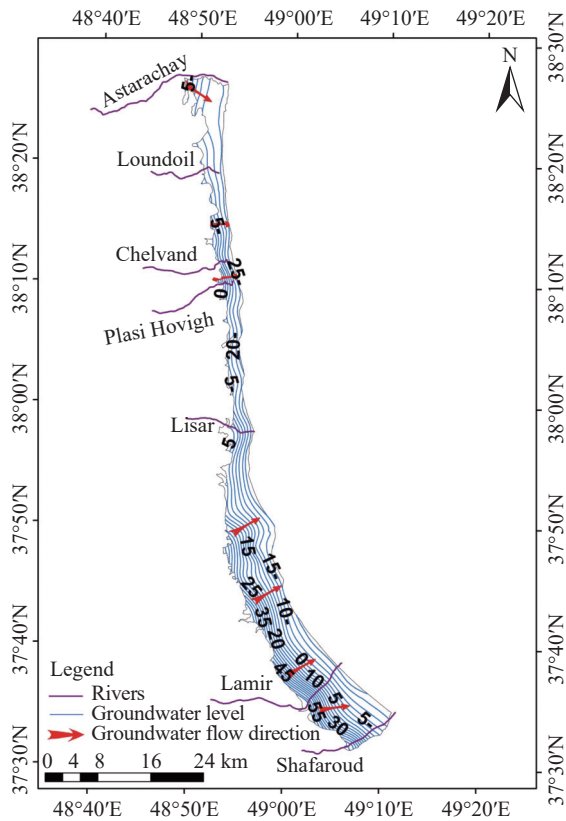 48°40′E 48°50′E 49°00′E 49°10′E 49°20′E
38°30′N
38°20′N
38°10′N
38°00′N
37°50′N
37°40′N
37°30′N
38°20′N
38°10′N
38°00′N
37°50′N
37°40′N
37°30′N
N
Astarachay
5-
Loundoil
5-
Chelvand
25-
0
Plasi Hovigh
20-
5-
Lisar
5
15
15-
25
10-
35
20
0
45
10
Lamir
5-
55
30
5-
Shafaroud
Legend
Rivers
Groundwater level
Groundwater flow direction
0 4 8 16 24 km
48°40′E 48°50′E 49°00′E 49°10′E 49°20′E